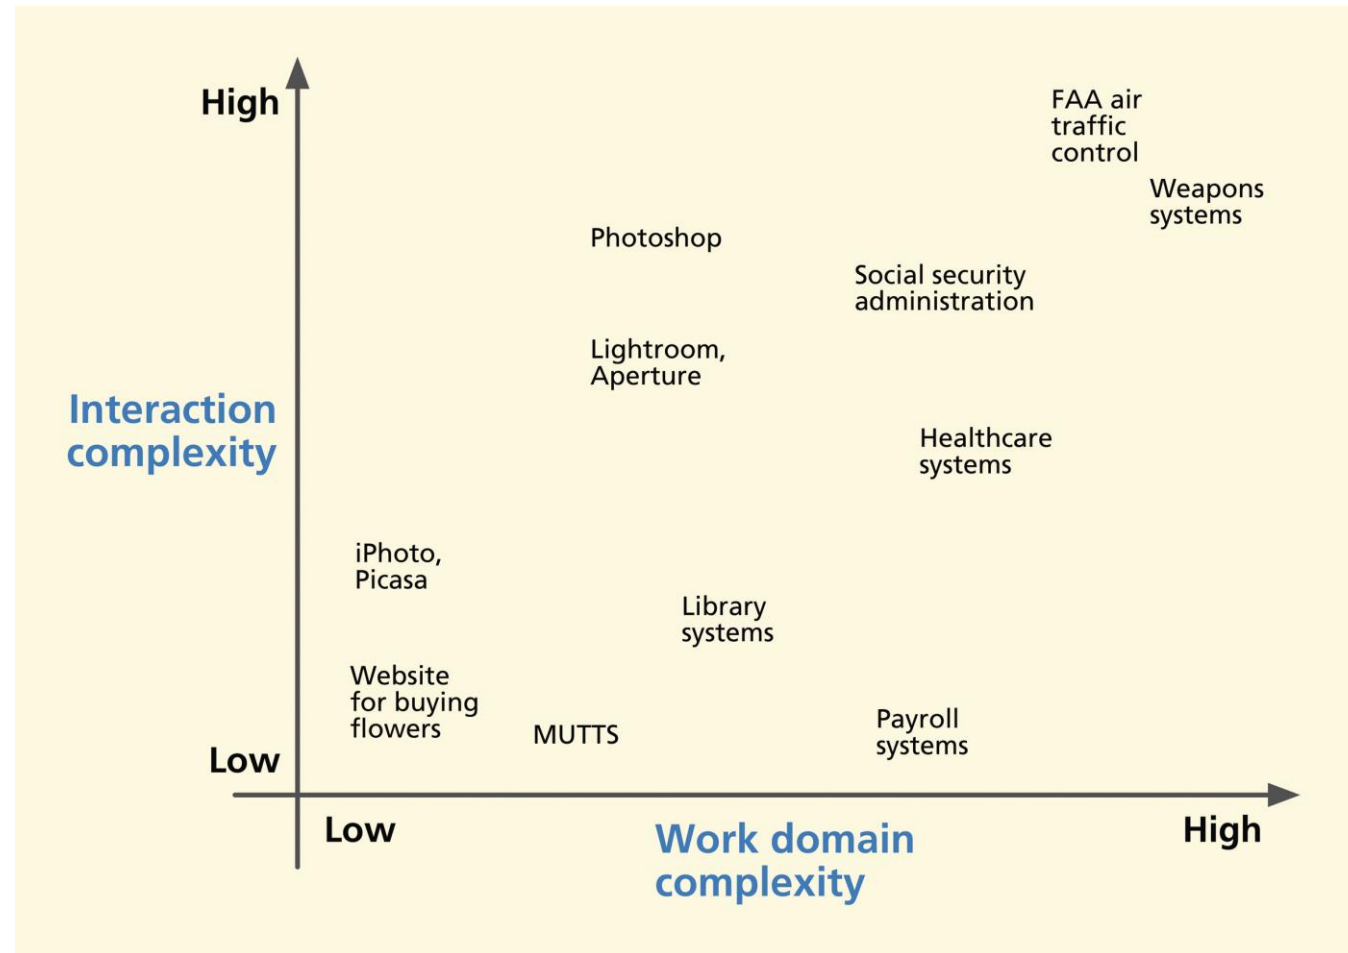 High
FAA air
traffic
control
Weapons
systems
Photoshop
Social security
administration
Lightroom,
Aperture
Interaction
complexity
Healthcare
systems
iPhoto,
Picasa
Library
systems
Website
for buying
flowers
MUTTS
Payroll
systems
Low
Low
Work domain
complexity
High